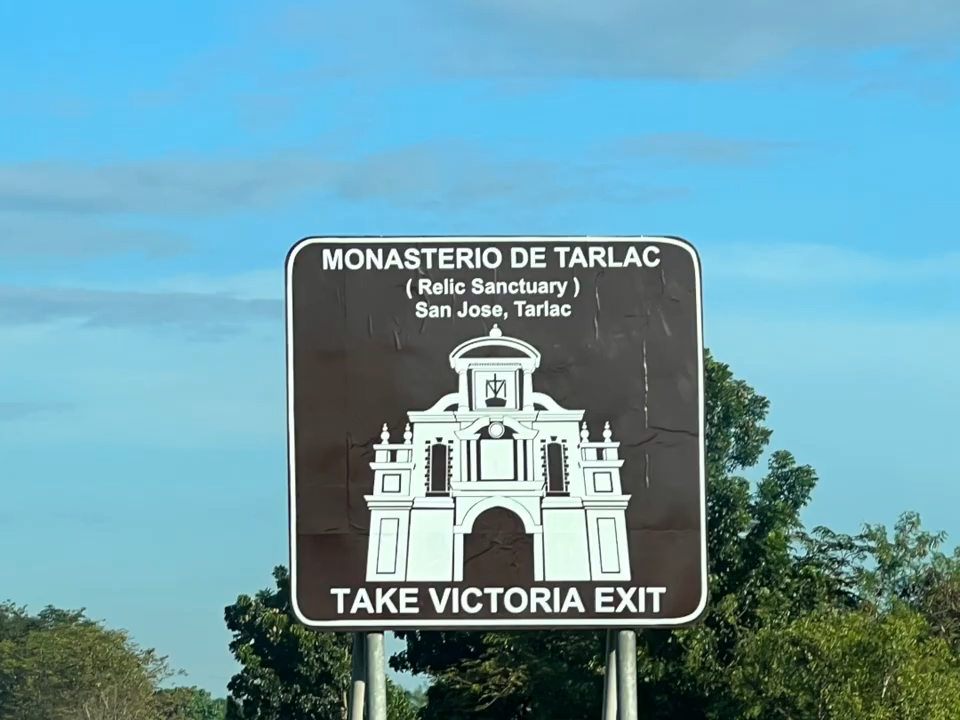 MONASTERIO DE TARLAC
( Relic Sanctuary )
San Jose, Tarlac
TAKE VICTORIA EXIT